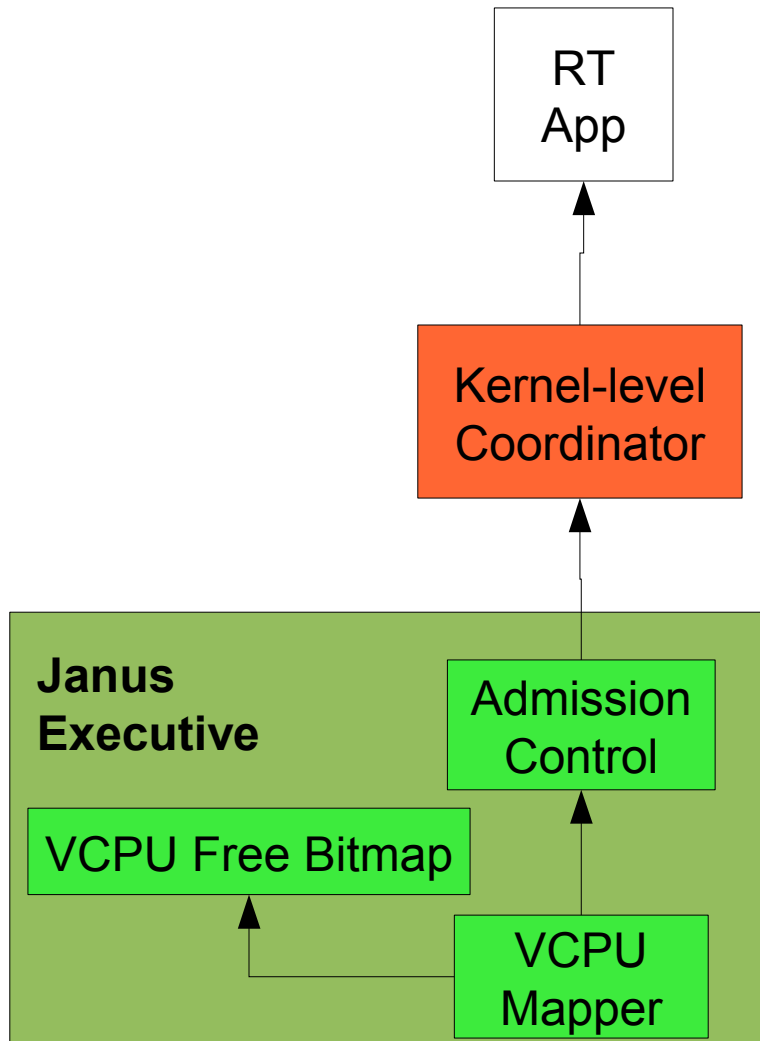 RT
App
Kernel-level
Coordinator
Janus
Executive
Admission
Control
VCPU Free Bitmap
VCPU
Mapper